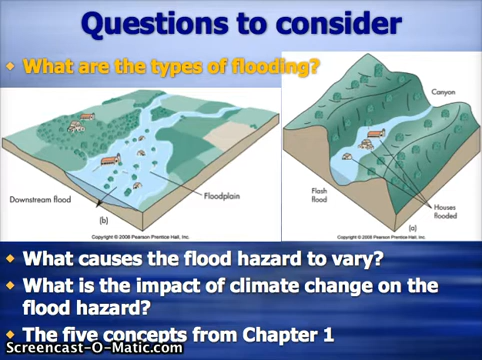 Questions to consider
What are the types of flooding?
Canyon
Downstream flood
Floodplain
Flash
flood
Houses
flooded
(b)
(a)
Copyright © 2008 Pearson Prentice Hall, Inc.
Copyright © 2008 Pearson Prentice Hall, Inc.
What causes the flood hazard to vary?
What is the impact of climate change on the
flood hazard?
The five concepts from Chapter 1
Screencast-O-Matic.com